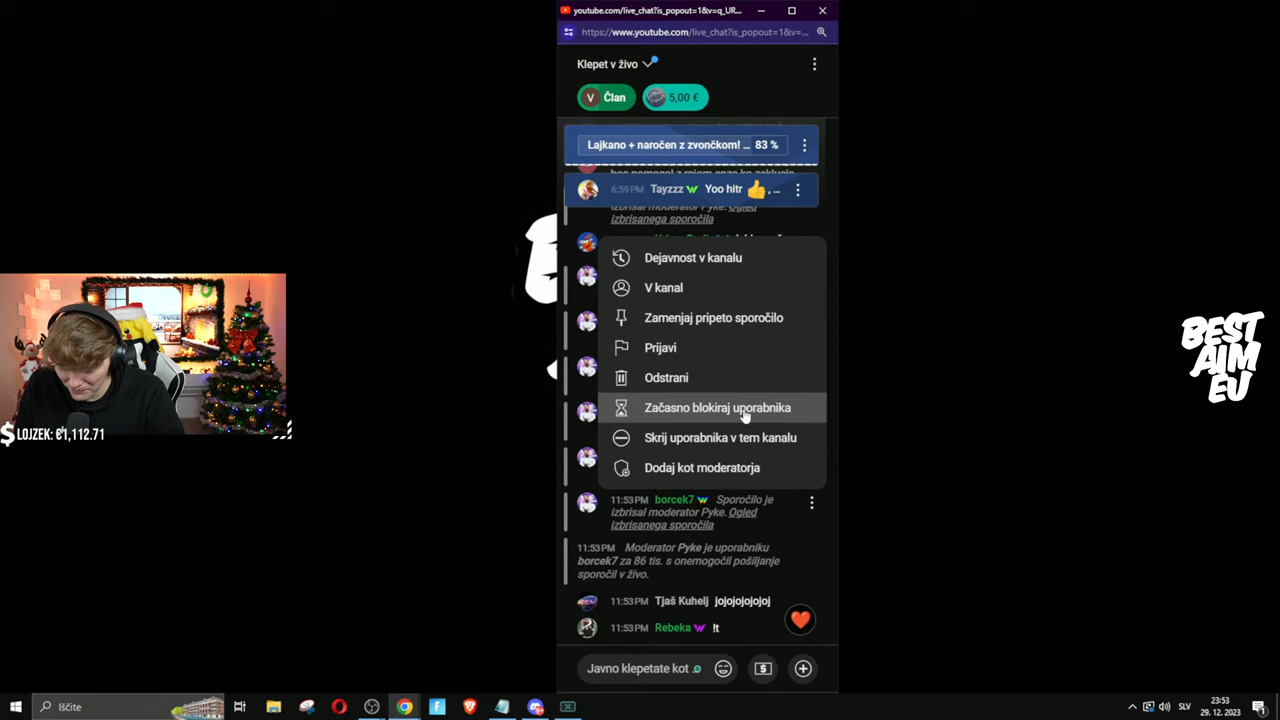 youtube.com/live_chat?is_popout=1&v=q_UR...
https://www.youtube.com/live_chat?is_popout=1&v=...
Klepet v živo
V Član
5,00 €
Lajkano + naročen z zvončkom! ... 83 %
6:59PM Tayzzz Yoo hitr 👍, ...
izbrisal moderator Pyke. Ogled
izbrisanega sporočila
Dejavnost v kanalu
V kanal
Zamenjaj pripeto sporočilo
Prijavi
Odstrani
Začasno blokiraj uporabnika
Skrij uporabnika v tem kanalu
Dodaj kot moderatorja
11:53PM borcek7 Sporočilo je
izbrisal moderator Pyke. Ogled
izbrisanega sporočila
11:53PM Moderator Pyke je uporabniku
borcek7 za 86 tis. s onemogočil pošiljanje
sporočil v živo.
11:53PM Tjaš Kuhelj jojojojojoj
11:53PM Rebeka !t
Javno klepetate kot
$ LOJZEK: €1,112.71
BEST
AIM
EU
Iščite
SLV
23:53
29. 12. 2023